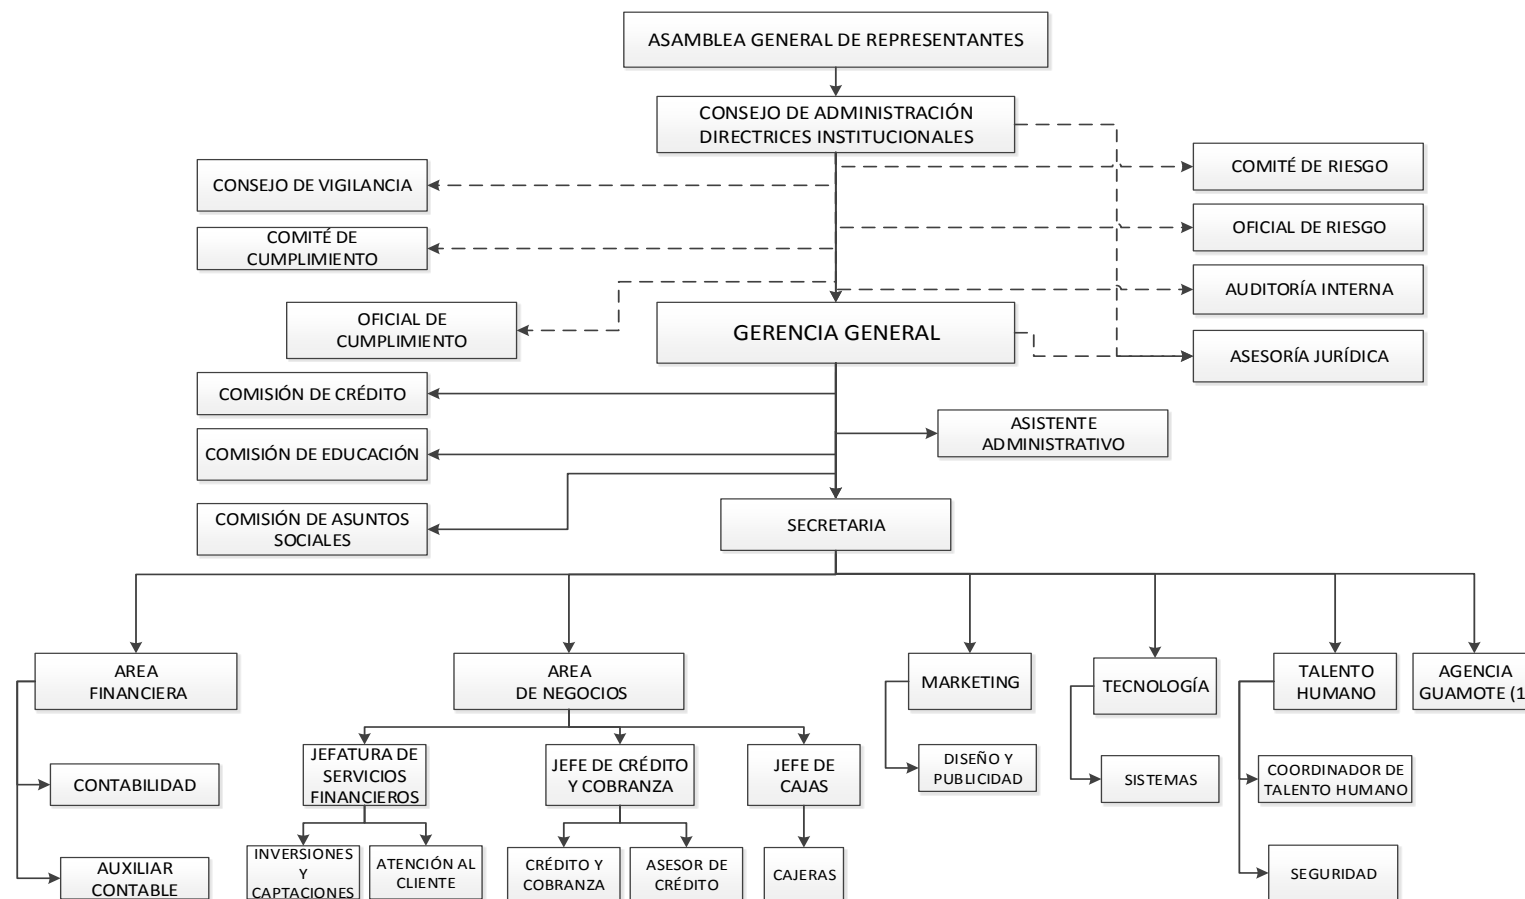 ASAMBLEA GENERAL DE REPRESENTANTES
CONSEJO DE ADMINISTRACIÓN
DIRECTRICES INSTITUCIONALES
CONSEJO DE VIGILANCIA
COMITÉ DE RIESGO
COMITÉ DE
CUMPLIMIENTO
OFICIAL DE RIESGO
AUDITORÍA INTERNA
OFICIAL DE
CUMPLIMIENTO
GERENCIA GENERAL
ASESORÍA JURÍDICA
COMISIÓN DE CRÉDITO
ASISTENTE
ADMINISTRATIVO
COMISIÓN DE EDUCACIÓN
COMISIÓN DE ASUNTOS
SOCIALES
SECRETARIA
AREA
FINANCIERA
AREA
DE NEGOCIOS
MARKETING
TECNOLOGÍA
TALENTO
HUMANO
AGENCIA
GUAMOTE (1
CONTABILIDAD
JEFATURA DE
SERVICIOS
FINANCIEROS
JEFE DE CRÉDITO
Y COBRANZA
JEFE DE
CAJAS
DISEÑO Y
PUBLICIDAD
SISTEMAS
COORDINADOR DE
TALENTO HUMANO
AUXILIAR
CONTABLE
INVERSIONES
Y
CAPTACIONES
ATENCIÓN AL
CLIENTE
CRÉDITO Y
COBRANZA
ASESOR DE
CRÉDITO
CAJERAS
SEGURIDAD